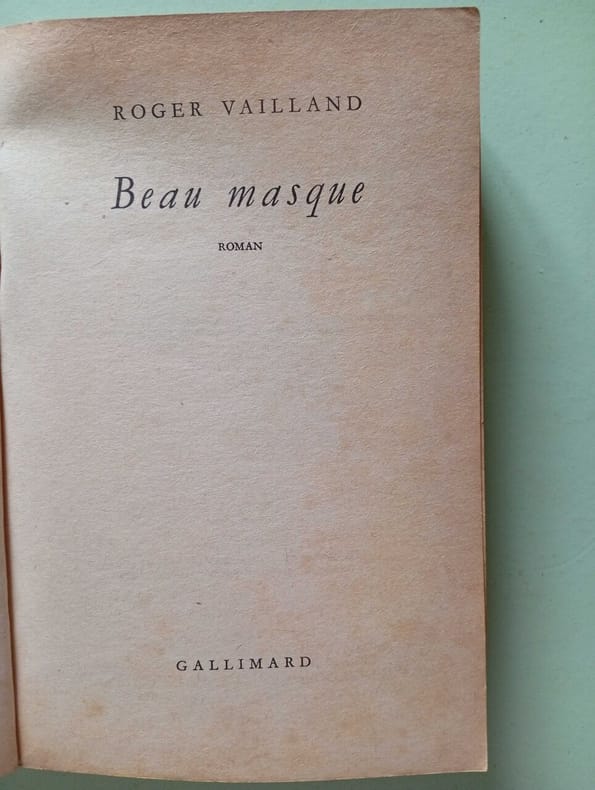 ROGER VAILLAND
Beau masque
ROMAN
GALLIMARD